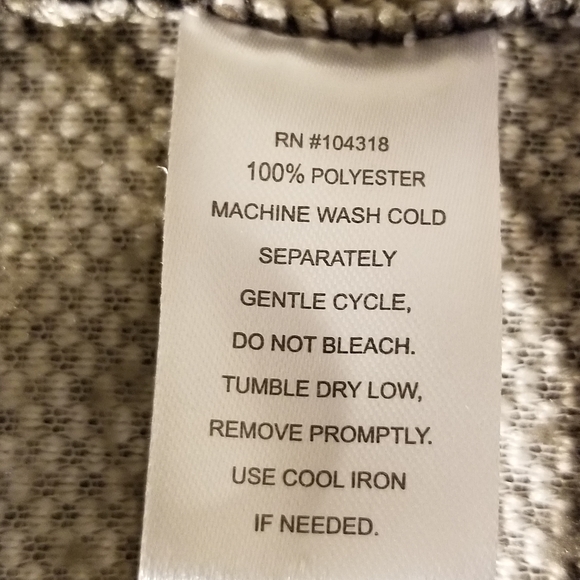 RN #104318
100% POLYESTER
MACHINE WASH COLD
SEPARATELY
GENTLE CYCLE,
DO NOT BLEACH.
TUMBLE DRY LOW,
REMOVE PROMPTLY.
USE COOL IRON
IF NEEDED.